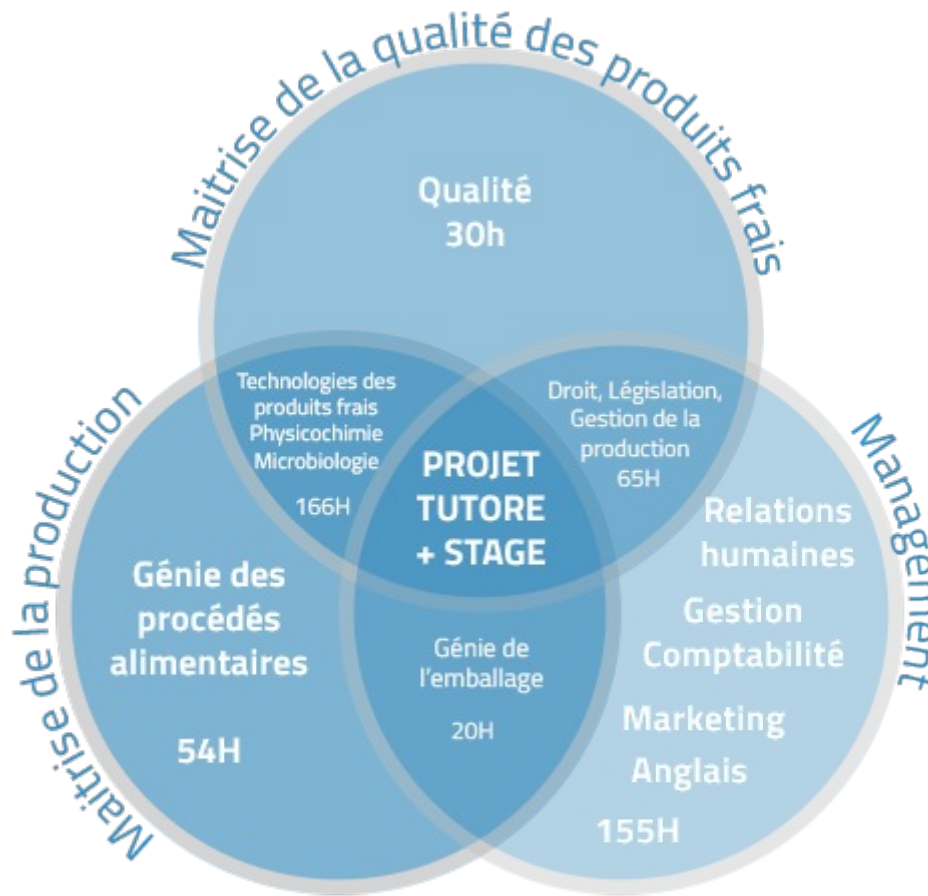 Maitrise de la qualité des produits frais
Qualité
30h
Maitrise de la production
Technologies des
produits frais
Physicochimie
Microbiologie
166H
Droit, Législation,
Gestion de la
production
65H
Management
PROJET
TUTORE
+ STAGE
Génie des
procédés
alimentaires
54H
Génie de
l'emballage
20H
Relations
humaines
Gestion
Comptabilité
Marketing
Anglais
155H